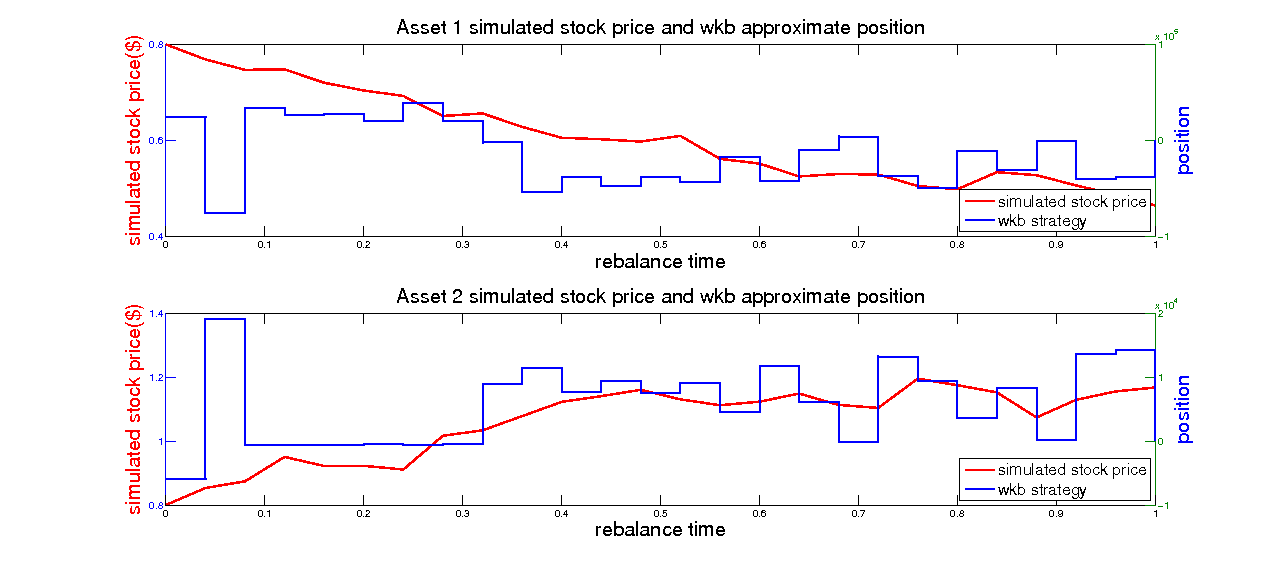 Asset 1 simulated stock price and wkb approximate position
simulated stock price($)
0.8
0.6
0.4
x 10^5
1
0
-1
position
simulated stock price
wkb strategy
0 0.1 0.2 0.3 0.4 0.5 0.6 0.7 0.8 0.9 1
rebalance time
Asset 2 simulated stock price and wkb approximate position
simulated stock price($)
1.4
1.2
1
0.8
x 10^4
2
1
0
-1
position
simulated stock price
wkb strategy
0 0.1 0.2 0.3 0.4 0.5 0.6 0.7 0.8 0.9 1
rebalance time